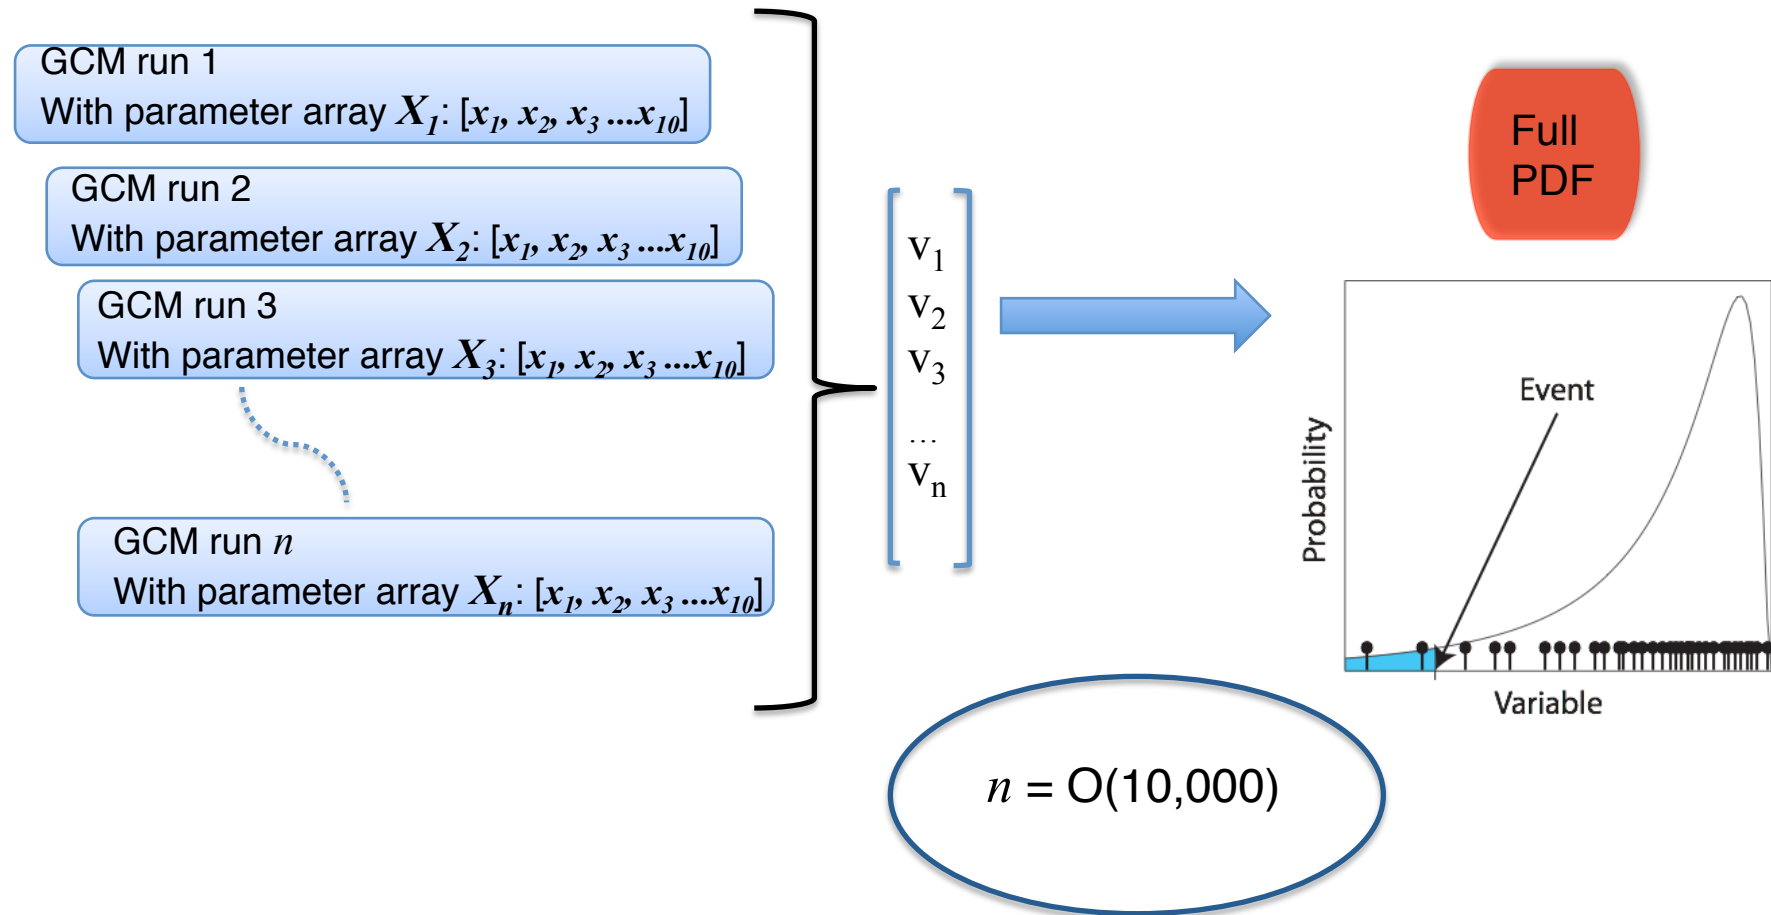 GCM run 1
With parameter array X₁: [x₁, x₂, x₃ ...x₁₀]
GCM run 2
With parameter array X₂: [x₁, x₂, x₃ ...x₁₀]
GCM run 3
With parameter array X₃: [x₁, x₂, x₃ ...x₁₀]
GCM run n
With parameter array Xₙ: [x₁, x₂, x₃ ...x₁₀]
v₁
v₂
v₃
...
vₙ
Full
PDF
Event
Probability
Variable
n = O(10,000)